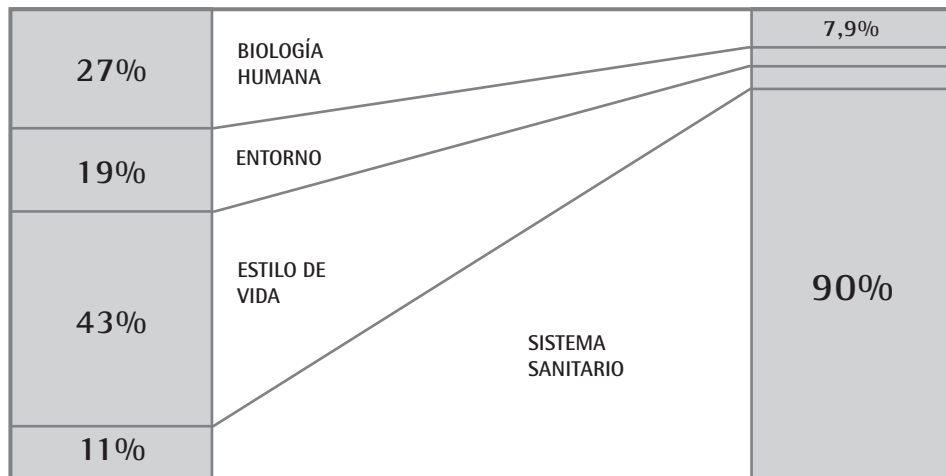 27%
BIOLOGÍA
HUMANA
7,9%
19%
ENTORNO
43%
ESTILO DE
VIDA
90%
SISTEMA
SANITARIO
11%